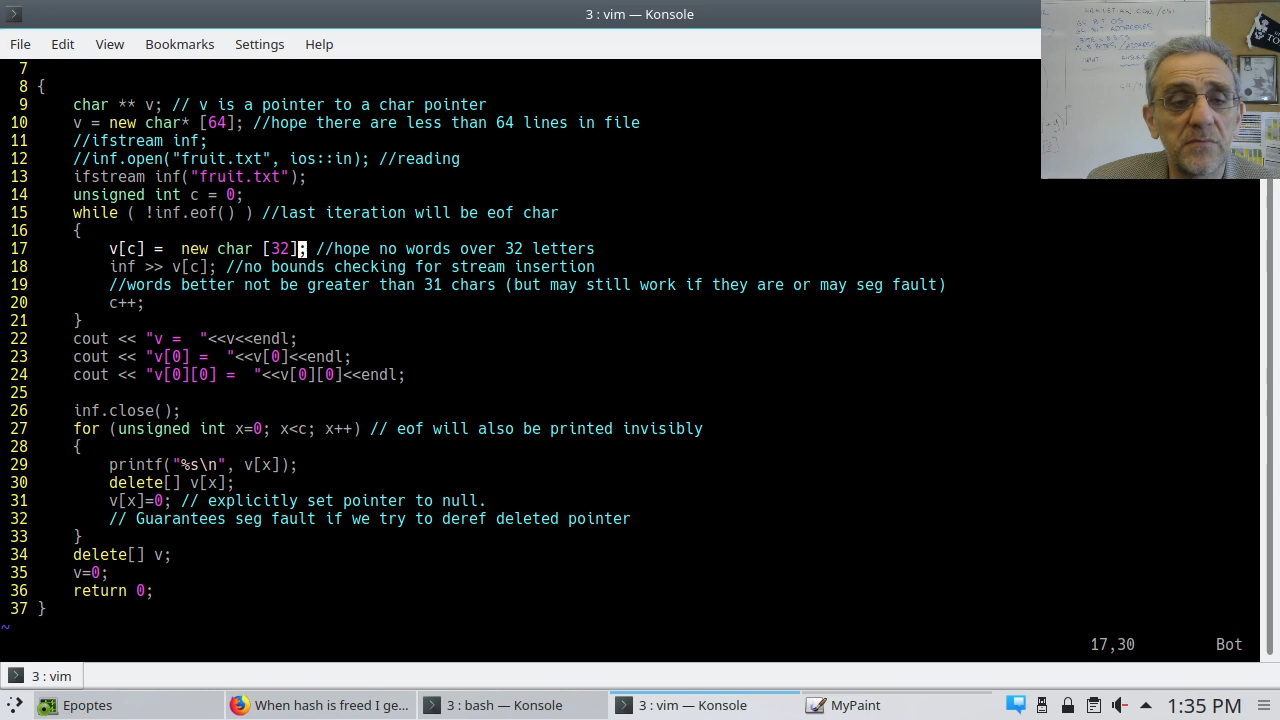 3 : vim — Konsole
File Edit View Bookmarks Settings Help
7
8 {
9 char ** v; // v is a pointer to a char pointer
10 v = new char* [64]; //hope there are less than 64 lines in file
11 //ifstream inf;
12 //inf.open("fruit.txt", ios::in); //reading
13 ifstream inf("fruit.txt");
14 unsigned int c = 0;
15 while ( !inf.eof() ) //last iteration will be eof char
16 {
17 v[c] =  new char [32]; //hope no words over 32 letters
18 inf >> v[c]; //no bounds checking for stream insertion
19 //words better not be greater than 31 chars (but may still work if they are or may seg fault)
20 c++;
21 }
22 cout << "v =  "<<v<<endl;
23 cout << "v[0] =  "<<v[0]<<endl;
24 cout << "v[0][0] =  "<<v[0][0]<<endl;
25
26 inf.close();
27 for (unsigned int x=0; x<c; x++) // eof will also be printed invisibly
28 {
29 printf("%s\n", v[x]);
30 delete[] v[x];
31 v[x]=0; // explicitly set pointer to null.
32 // Guarantees seg fault if we try to deref deleted pointer
33 }
34 delete[] v;
35 v=0;
36 return 0;
37 }
~
17,30 Bot
3 : vim
Epoptes When hash is freed I ge... 3 : bash — Konsole 3 : vim — Konsole MyPaint 1:35 PM
BIT OS
BIT ADDRESSES